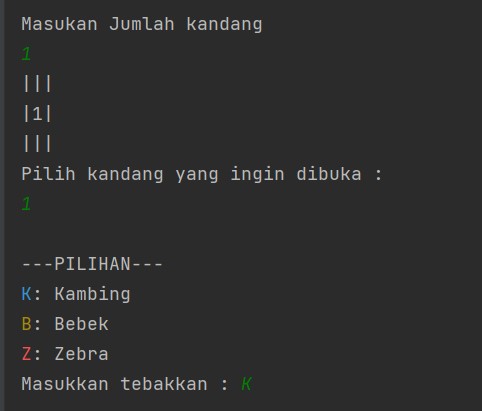 Masukan Jumlah kandang
1
|||
|1|
|||
Pilih kandang yang ingin dibuka :
1

---PILIHAN---
K: Kambing
B: Bebek
Z: Zebra
Masukkan tebakkan : K